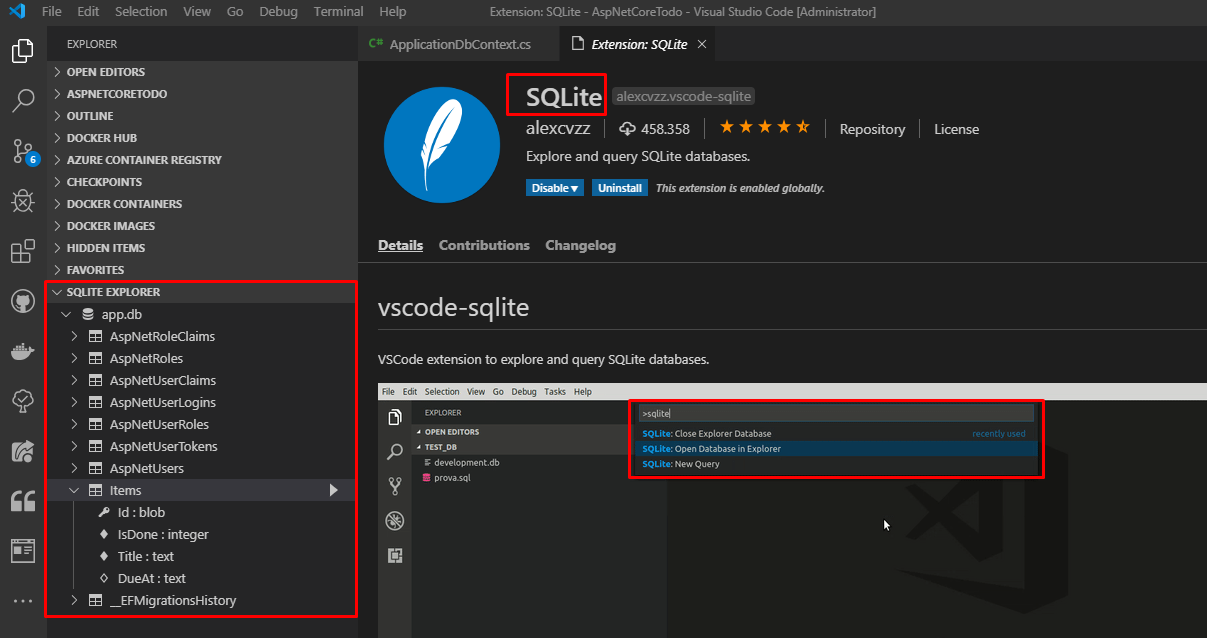 File Edit Selection View Go Debug Terminal Help Extension: SQLite - AspNetCoreTodo - Visual Studio Code [Administrator]
EXPLORER
OPEN EDITORS
ASPNETCORETODO
OUTLINE
DOCKER HUB
AZURE CONTAINER REGISTRY
CHECKPOINTS
DOCKER CONTAINERS
DOCKER IMAGES
HIDDEN ITEMS
FAVORITES
SQLITE EXPLORER
app.db
AspNetRoleClaims
AspNetRoles
AspNetUserClaims
AspNetUserLogins
AspNetUserRoles
AspNetUserTokens
AspNetUsers
Items
Id : blob
IsDone : integer
Title : text
DueAt : text
__EFMigrationsHistory
6
C# ApplicationDbContext.cs Extension: SQLite
SQLite alexcvzz.vscode-sqlite
alexcvzz 458.358 Repository License
Explore and query SQLite databases.
Disable Uninstall This extension is enabled globally.
Details Contributions Changelog
vscode-sqlite
VSCode extension to explore and query SQLite databases.
File Edit Selection View Go Debug Tasks Help
EXPLORER
OPEN EDITORS
TEST_DB
development.db
prova.sql
>sqlite
SQLite: Close Explorer Database recently used
SQLite: Open Database in Explorer
SQLite: New Query